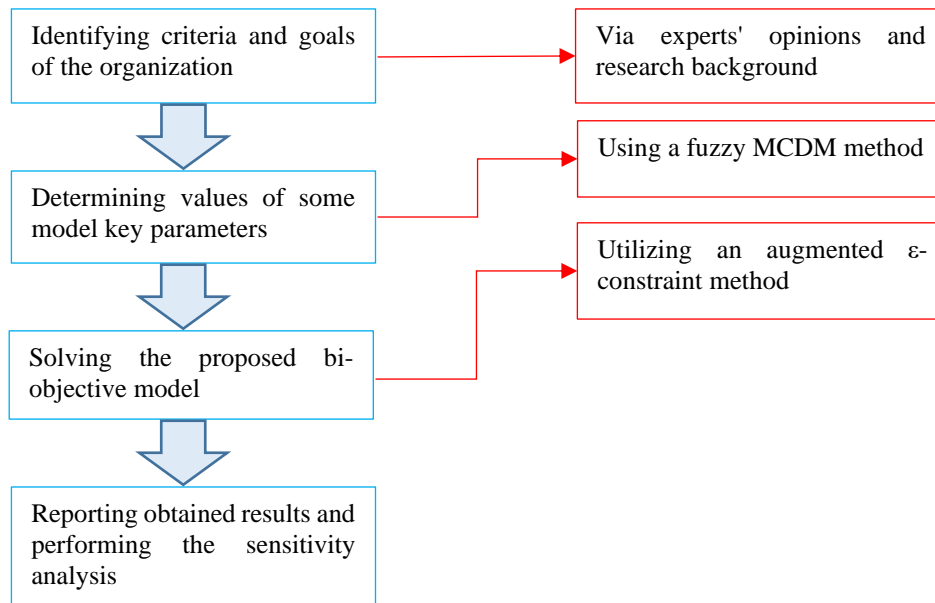 Identifying criteria and goals
of the organization
Via experts' opinions and
research background
Determining values of some
model key parameters
Using a fuzzy MCDM method
Solving the proposed bi-
objective model
Utilizing an augmented ε-
constraint method
Reporting obtained results and
performing the sensitivity
analysis